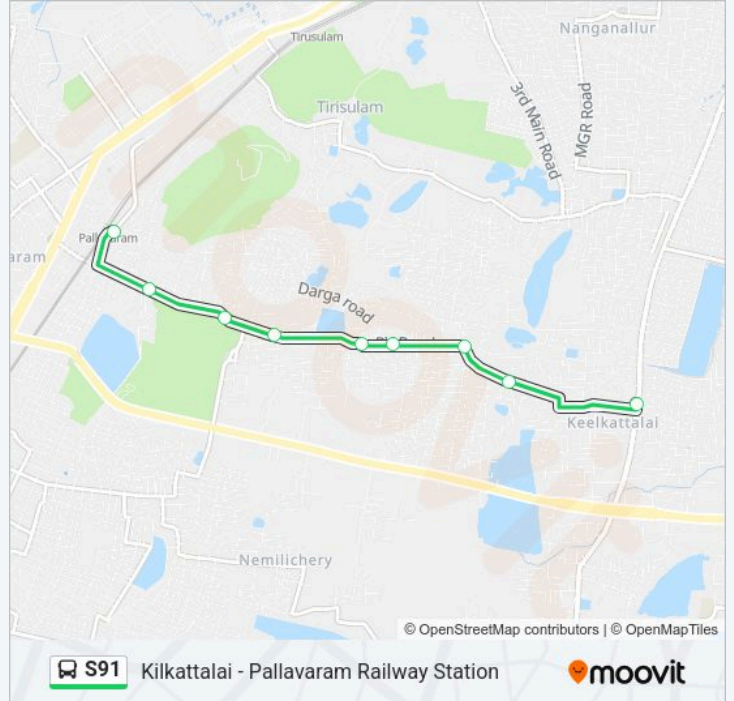 Tirusulam
Nanganallur
Tirisulam
3rd Main Road
MGR Road
aram
Darga road
Keelkattalai
Nemilichery
© OpenStreetMap contributors | © OpenMapTiles
S91
Kilkattalai - Pallavaram Railway Station
moovit